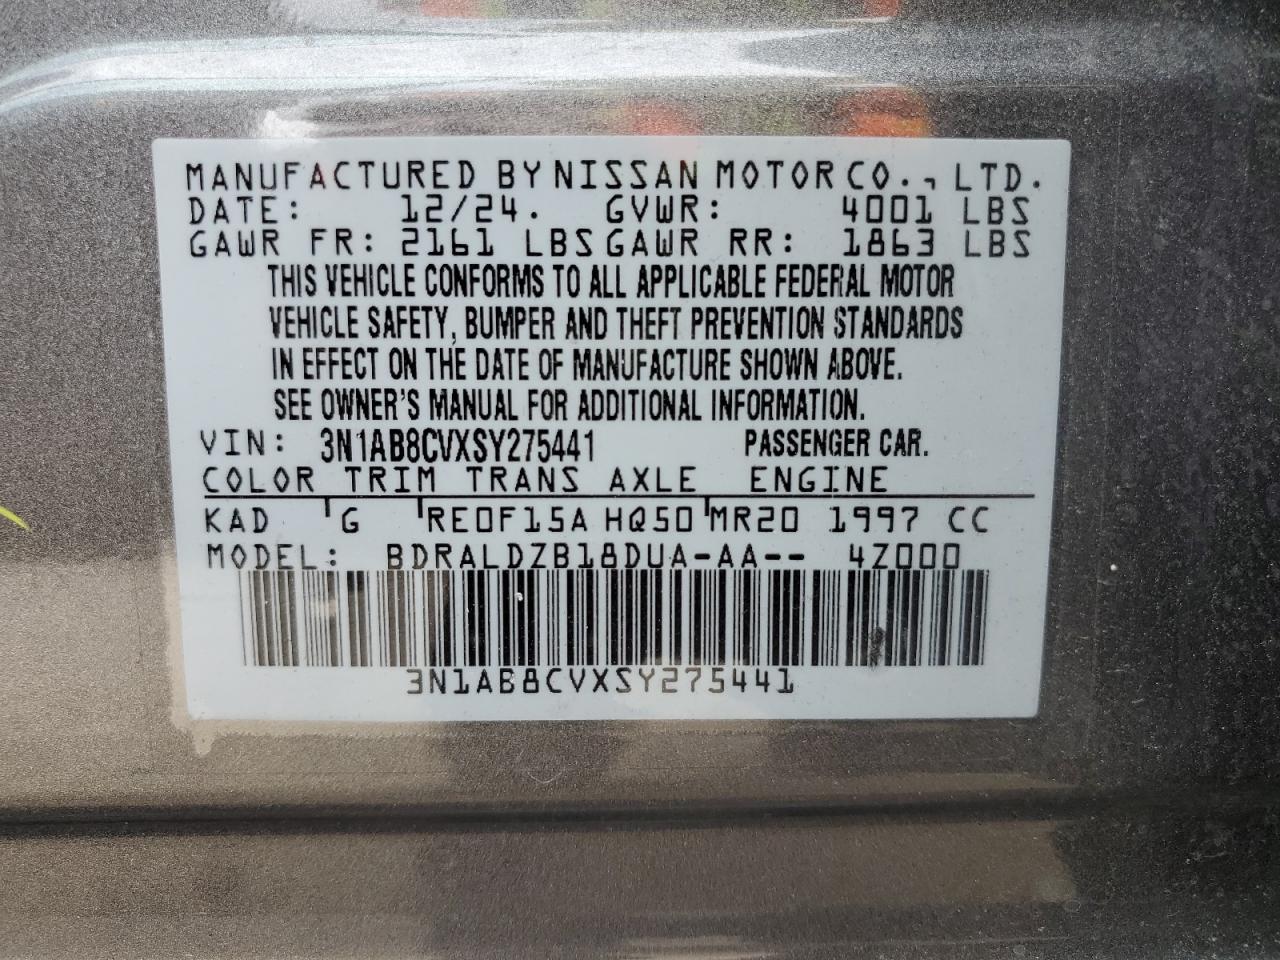 MANUFACTURED BY NISSAN MOTOR CO., LTD.
DATE: 12/24. GVWR: 4001 LBS
GAWR FR: 2161 LBS GAWR RR: 1863 LBS
THIS VEHICLE CONFORMS TO ALL APPLICABLE FEDERAL MOTOR
VEHICLE SAFETY, BUMPER AND THEFT PREVENTION STANDARDS
IN EFFECT ON THE DATE OF MANUFACTURE SHOWN ABOVE.
SEE OWNER'S MANUAL FOR ADDITIONAL INFORMATION.
VIN: 3N1AB8CVXSY275441 PASSENGER CAR.
COLOR TRIM TRANS AXLE ENGINE
KAD G RE0F15A HQ50 MR20 1997 CC
MODEL: BDRALDZB18DUA-AA-- 4Z000
3N1AB8CVXSY275441